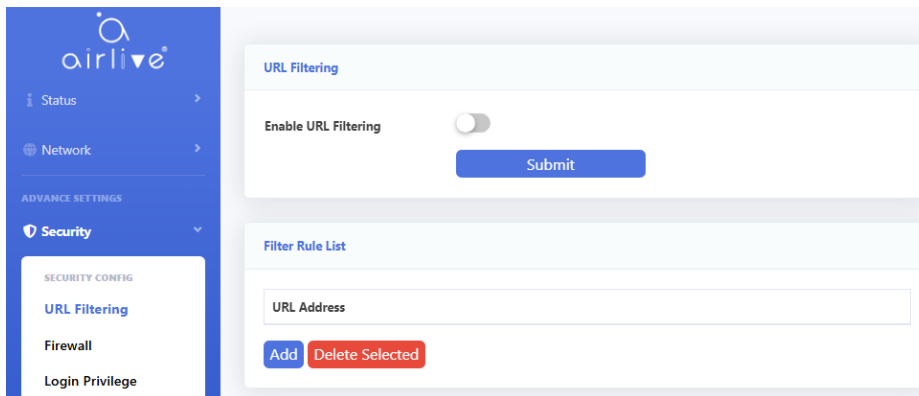 airlive®
Status
Network
ADVANCE SETTINGS
Security
SECURITY CONFIG
URL Filtering
Firewall
Login Privilege
URL Filtering
Enable URL Filtering
Submit
Filter Rule List
URL Address
Add Delete Selected